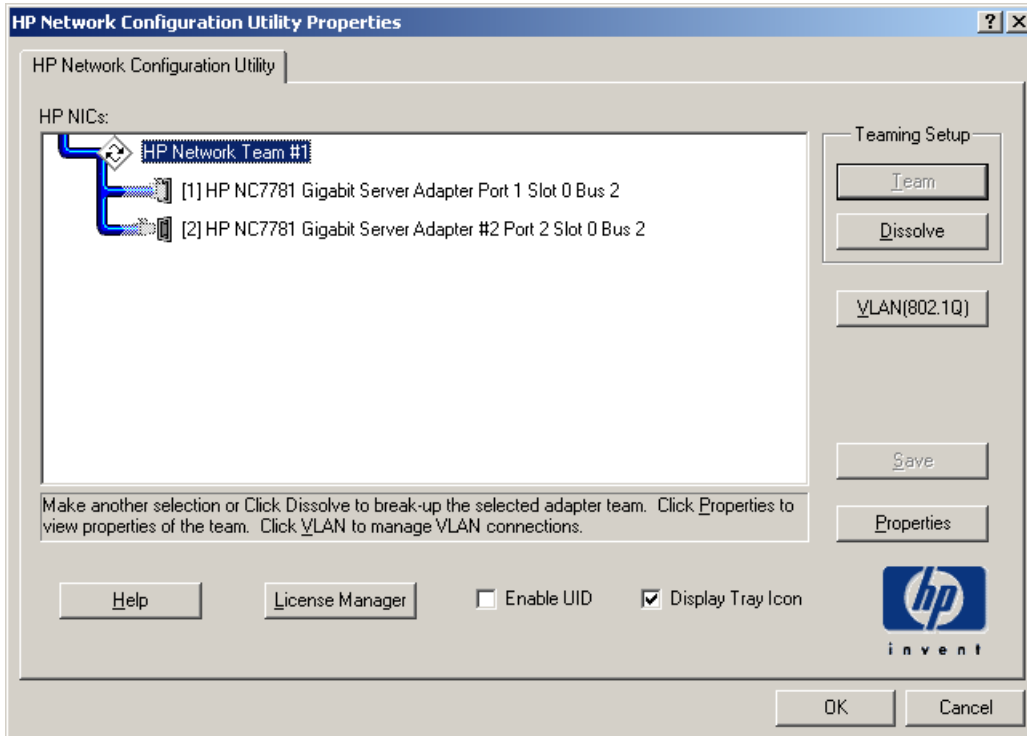 HP Network Configuration Utility Properties
HP Network Configuration Utility
HP NICs:
HP Network Team #1
[1] HP NC7781 Gigabit Server Adapter Port 1 Slot 0 Bus 2
[2] HP NC7781 Gigabit Server Adapter #2 Port 2 Slot 0 Bus 2
Teaming Setup
Team
Dissolve
VLAN(802.1Q)
Save
Make another selection or Click Dissolve to break-up the selected adapter team. Click Properties to
view properties of the team. Click VLAN to manage VLAN connections.
Properties
Help
License Manager
Enable UID
Display Tray Icon
hp
invent
OK
Cancel